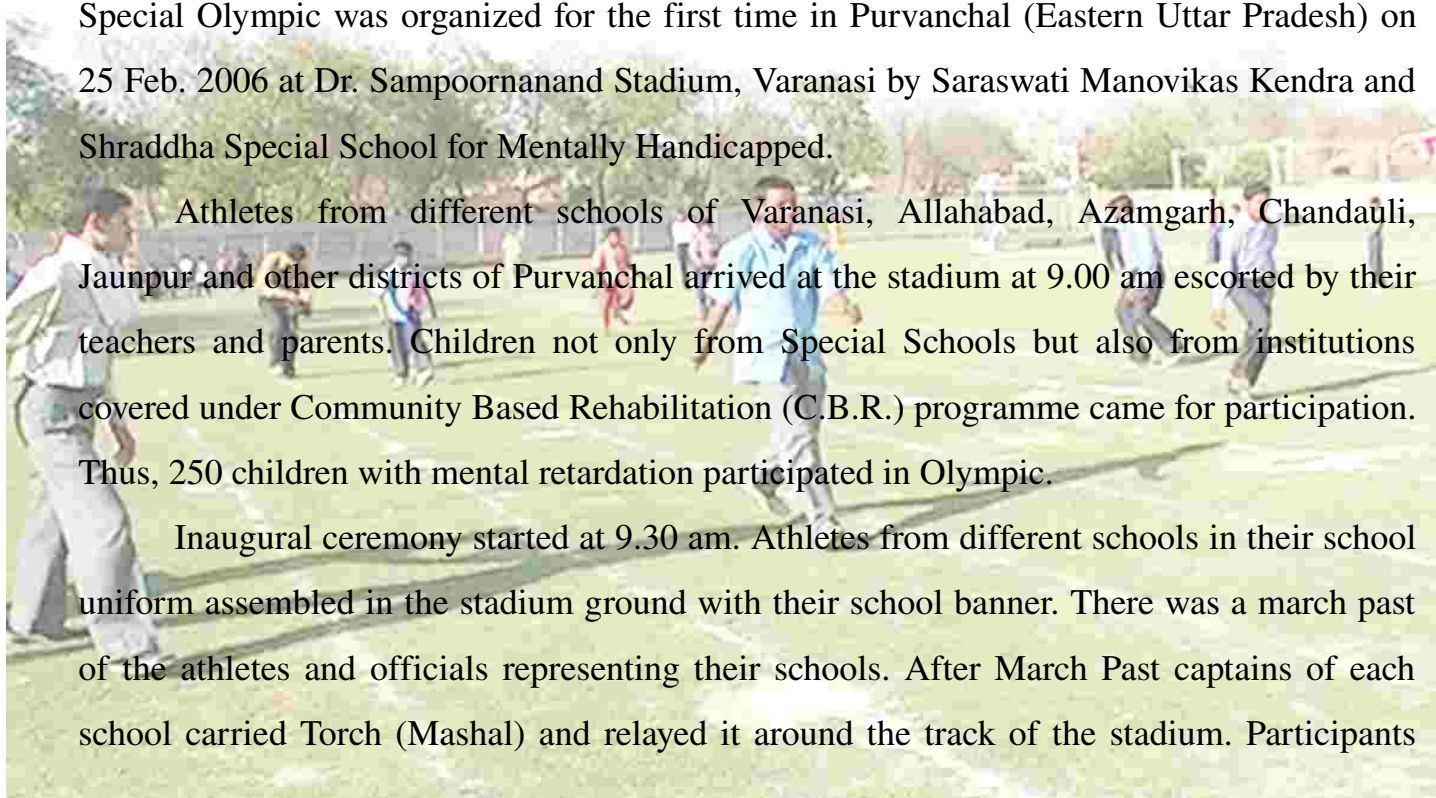 Special Olympic was organized for the first time in Purvanchal (Eastern Uttar Pradesh) on
25 Feb. 2006 at Dr. Sampoornanand Stadium, Varanasi by Saraswati Manovikas Kendra and
Shraddha Special School for Mentally Handicapped.
Athletes from different schools of Varanasi, Allahabad, Azamgarh, Chandauli,
Jaunpur and other districts of Purvanchal arrived at the stadium at 9.00 am escorted by their
teachers and parents. Children not only from Special Schools but also from institutions
covered under Community Based Rehabilitation (C.B.R.) programme came for participation.
Thus, 250 children with mental retardation participated in Olympic.
Inaugural ceremony started at 9.30 am. Athletes from different schools in their school
uniform assembled in the stadium ground with their school banner. There was a march past
of the athletes and officials representing their schools. After March Past captains of each
school carried Torch (Mashal) and relayed it around the track of the stadium. Participants